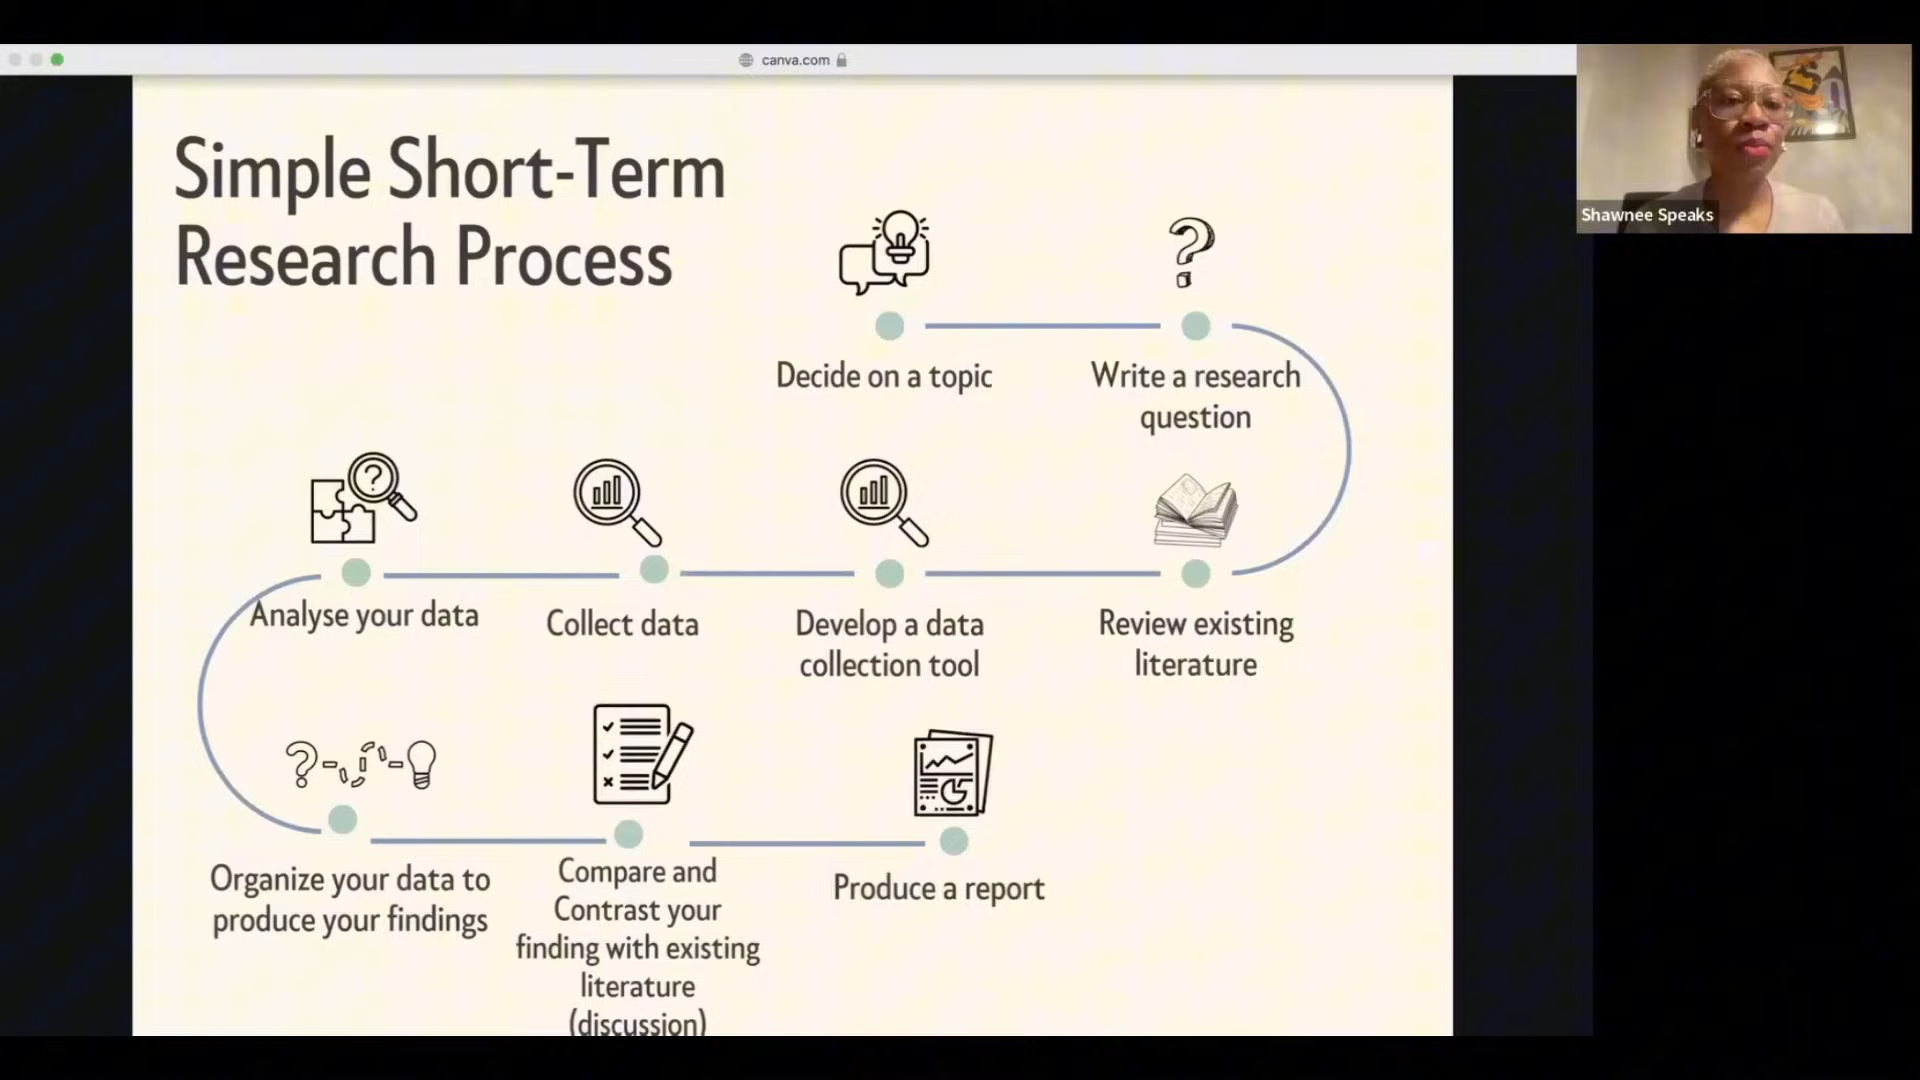 canva.com
Simple Short-Term
Research Process
Shawnee Speaks
Decide on a topic
Write a research
question
Analyse your data
Collect data
Develop a data
collection tool
Review existing
literature
Organize your data to
produce your findings
Compare and
Contrast your
finding with existing
literature
(discussion)
Produce a report